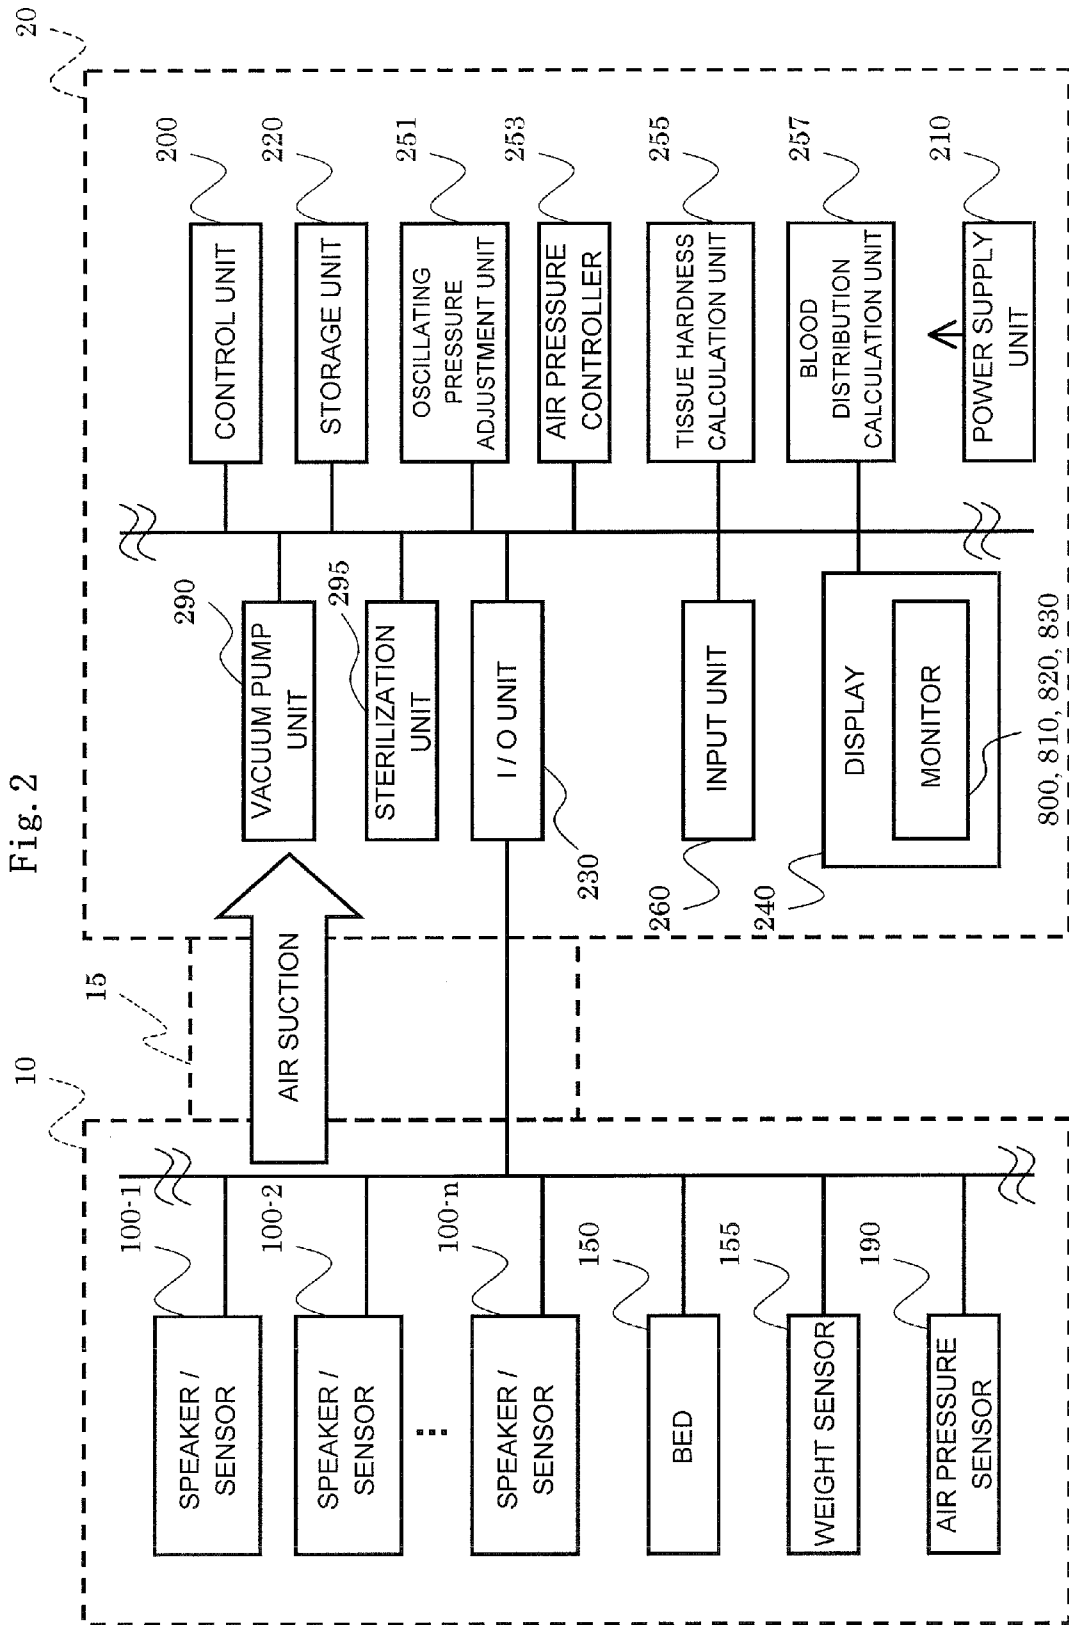 Fig.2
10
15
20
100-1
SPEAKER /
SENSOR
100-2
SPEAKER /
SENSOR
...
100-n
SPEAKER /
SENSOR
150
BED
155
WEIGHT SENSOR
190
AIR PRESSURE
SENSOR
AIR SUCTION
290
VACUUM PUMP
UNIT
295
STERILIZATION
UNIT
I / O UNIT
230
INPUT UNIT
260
DISPLAY
240
MONITOR
800, 810, 820, 830
200
CONTROL UNIT
220
STORAGE UNIT
251
OSCILLATING
PRESSURE
ADJUSTMENT UNIT
253
AIR PRESSURE
CONTROLLER
255
TISSUE HARDNESS
CALCULATION UNIT
257
BLOOD
DISTRIBUTION
CALCULATION UNIT
210
POWER SUPPLY
UNIT